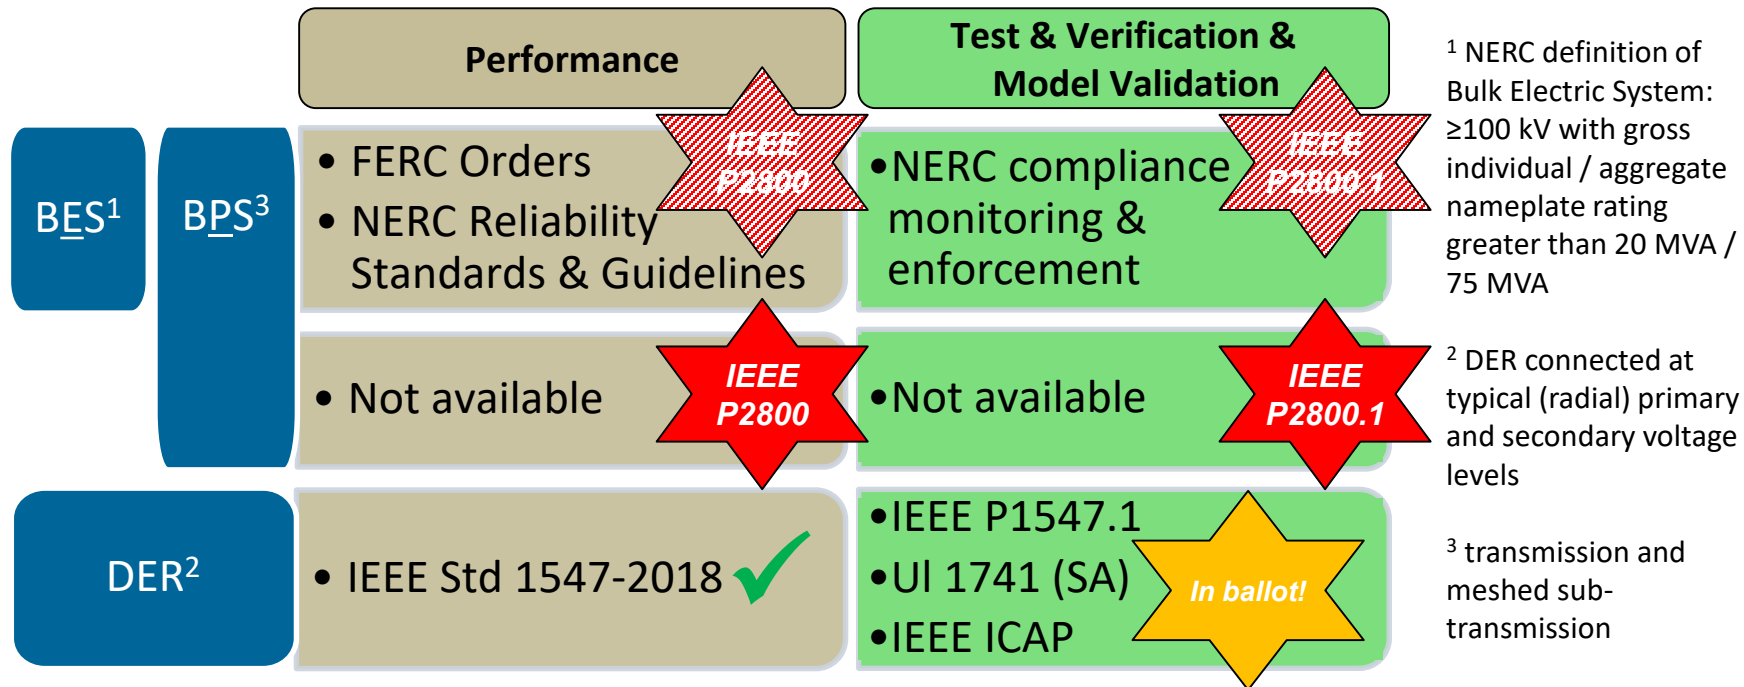 Performance
Test & Verification &
Model Validation
BES¹
BPS³
• FERC Orders
• NERC Reliability
Standards & Guidelines
IEEE
P2800
•NERC compliance
monitoring &
enforcement
IEEE
P2800.1
• Not available
IEEE
P2800
•Not available
IEEE
P2800.1
DER²
• IEEE Std 1547-2018
•IEEE P1547.1
•Ul 1741 (SA)
•IEEE ICAP
In ballot!
¹ NERC definition of
Bulk Electric System:
≥100 kV with gross
individual / aggregate
nameplate rating
greater than 20 MVA /
75 MVA
² DER connected at
typical (radial) primary
and secondary voltage
levels
³ transmission and
meshed sub-
transmission